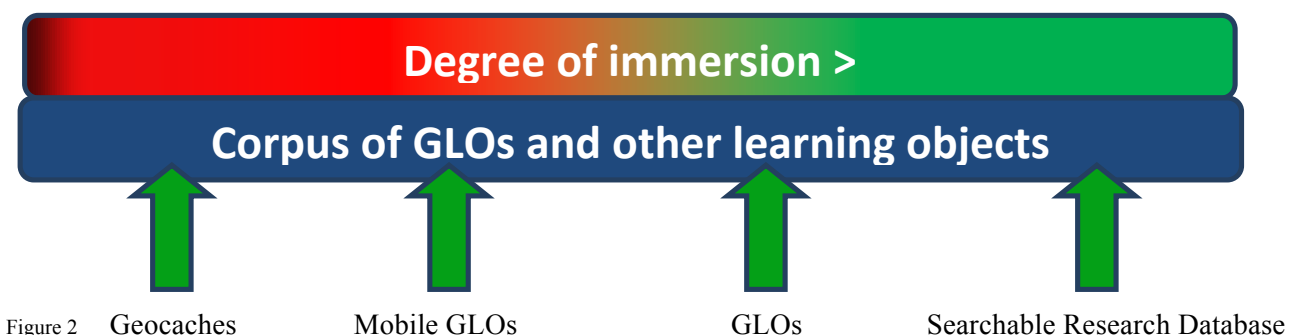 Degree of immersion >
Corpus of GLOs and other learning objects
Figure 2 Geocaches Mobile GLOs GLOs Searchable Research Database